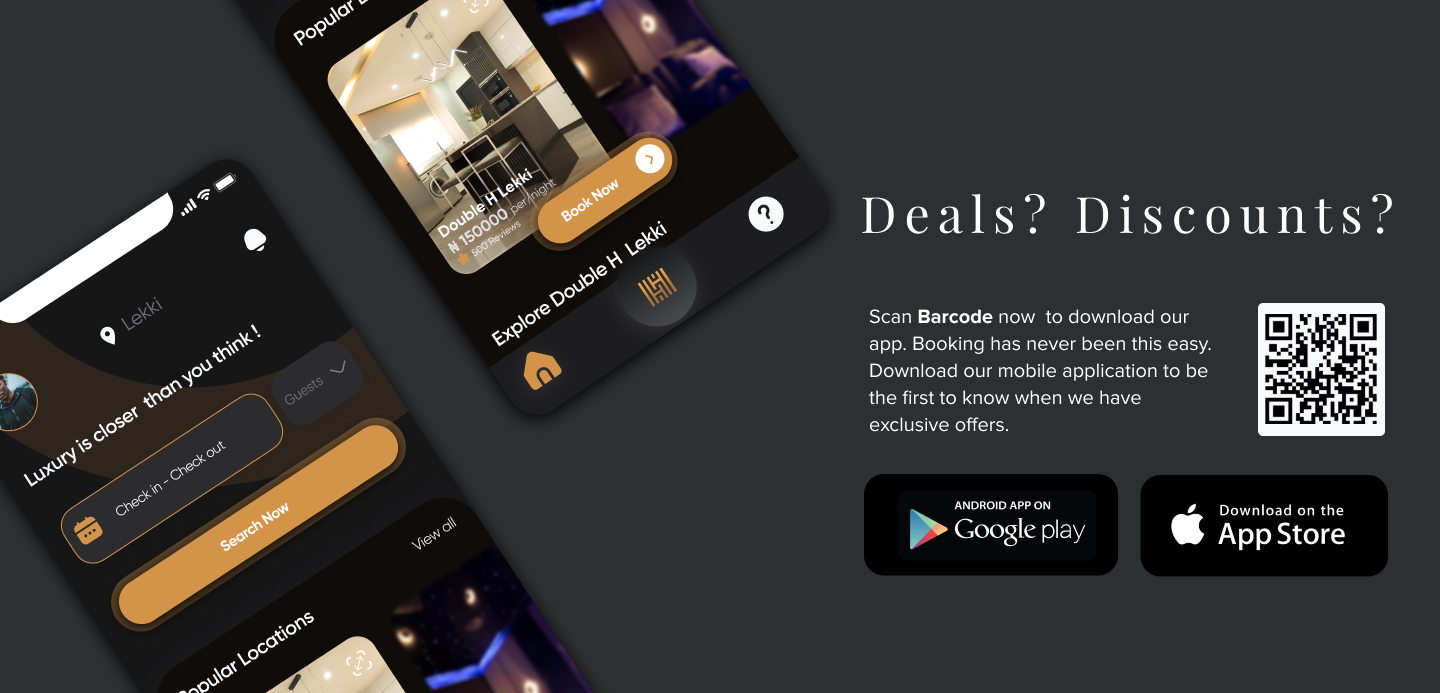 Popular L
Double H Lekki
₦ 15000 per/night
500 Reviews
Book Now
Explore Double H Lekki
Lekki
Luxury is closer than you think !
Guests
Check in - Check out
Search Now
View all
opular Locations
Deals? Discounts?
Scan Barcode now to download our
app. Booking has never been this easy.
Download our mobile application to be
the first to know when we have
exclusive offers.
ANDROID APP ON
Google play
Download on the
App Store